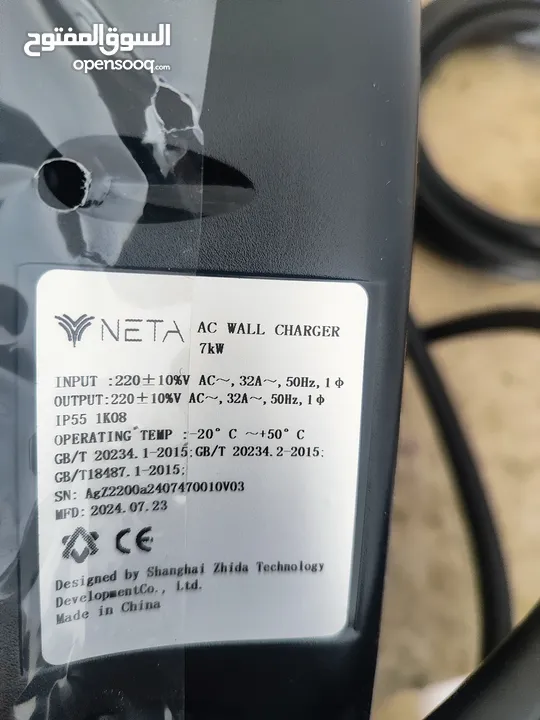 السوق المفتوح
opensooq.com
NETA AC WALL CHARGER
7kW
INPUT :220±10%V AC～, 32A～, 50Hz, 1ф
OUTPUT:220±10%V AC～, 32A～, 50Hz, 1ф
IP55 1K08
OPERATING TEMP :-20°C ～+50°C
GB/T 20234.1-2015;GB/T 20234.2-2015;
GB/T18487.1-2015;
SN: AgZ2200a2407470010V03
MFD: 2024.07.23
CE
Designed by Shanghai Zhida Technology
DevelopmentCo., Ltd.
Made in China